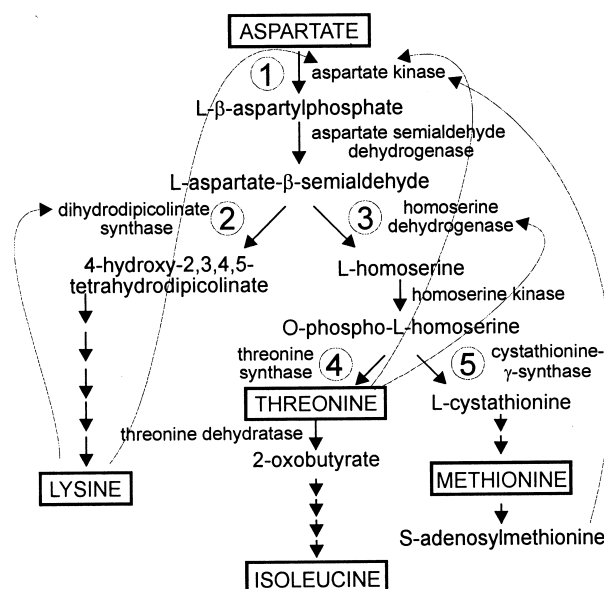 ASPARTATE
1
aspartate kinase
L-β-aspartylphosphate
aspartate semialdehyde
dehydrogenase
L-aspartate-β-semialdehyde
dihydrodipicolinate
synthase
2
3
homoserine
dehydrogenase
4-hydroxy-2,3,4,5-
tetrahydrodipicolinate
L-homoserine
homoserine kinase
O-phospho-L-homoserine
threonine
synthase
4
5
cystathionine-
γ-synthase
THREONINE
L-cystathionine
threonine dehydratase
2-oxobutyrate
LYSINE
METHIONINE
S-adenosylmethionine
ISOLEUCINE